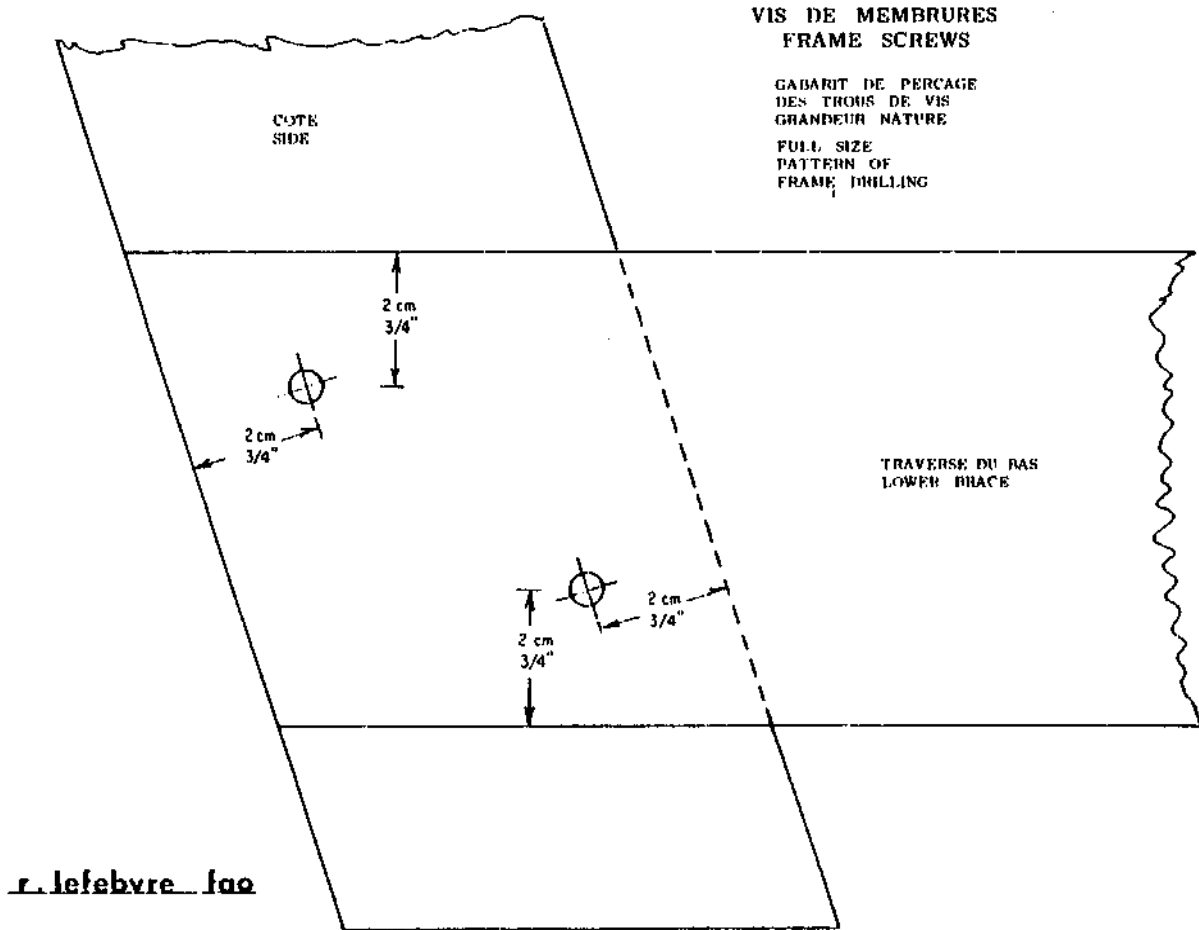 VIS DE MEMBRURES
FRAME SCREWS
GABARIT DE PERCAGE
DES TROUS DE VIS
GRANDEUR NATURE
FULL SIZE
PATTERN OF
FRAME DRILLING
COTE
SIDE
2 cm
3/4"
2 cm
3/4"
TRAVERSE DU BAS
LOWER BRACE
2 cm
3/4"
2 cm
3/4"
r. lefebvre fao